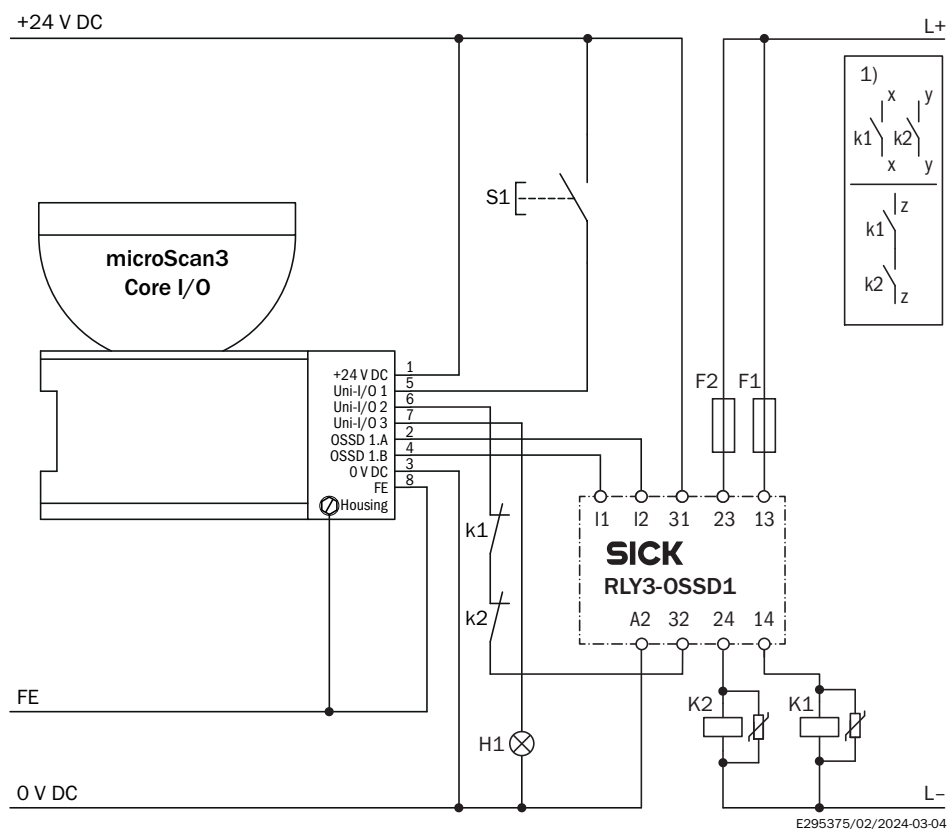 +24 V DC
L+
1)
x y
k1 k2
x y
z
k1
k2
z
S1
microScan3
Core I/O
+24 V DC 1
Uni-I/O 1 5
Uni-I/O 2 6
Uni-I/O 3 7
OSSD 1.A 2
OSSD 1.B 4
0 V DC 3
FE 8
Housing
F2 F1
I1 I2 31 23 13
SICK
RLY3-OSSD1
A2 32 24 14
k1
k2
K2 K1
FE
H1
0 V DC
L–
E295375/02/2024-03-04